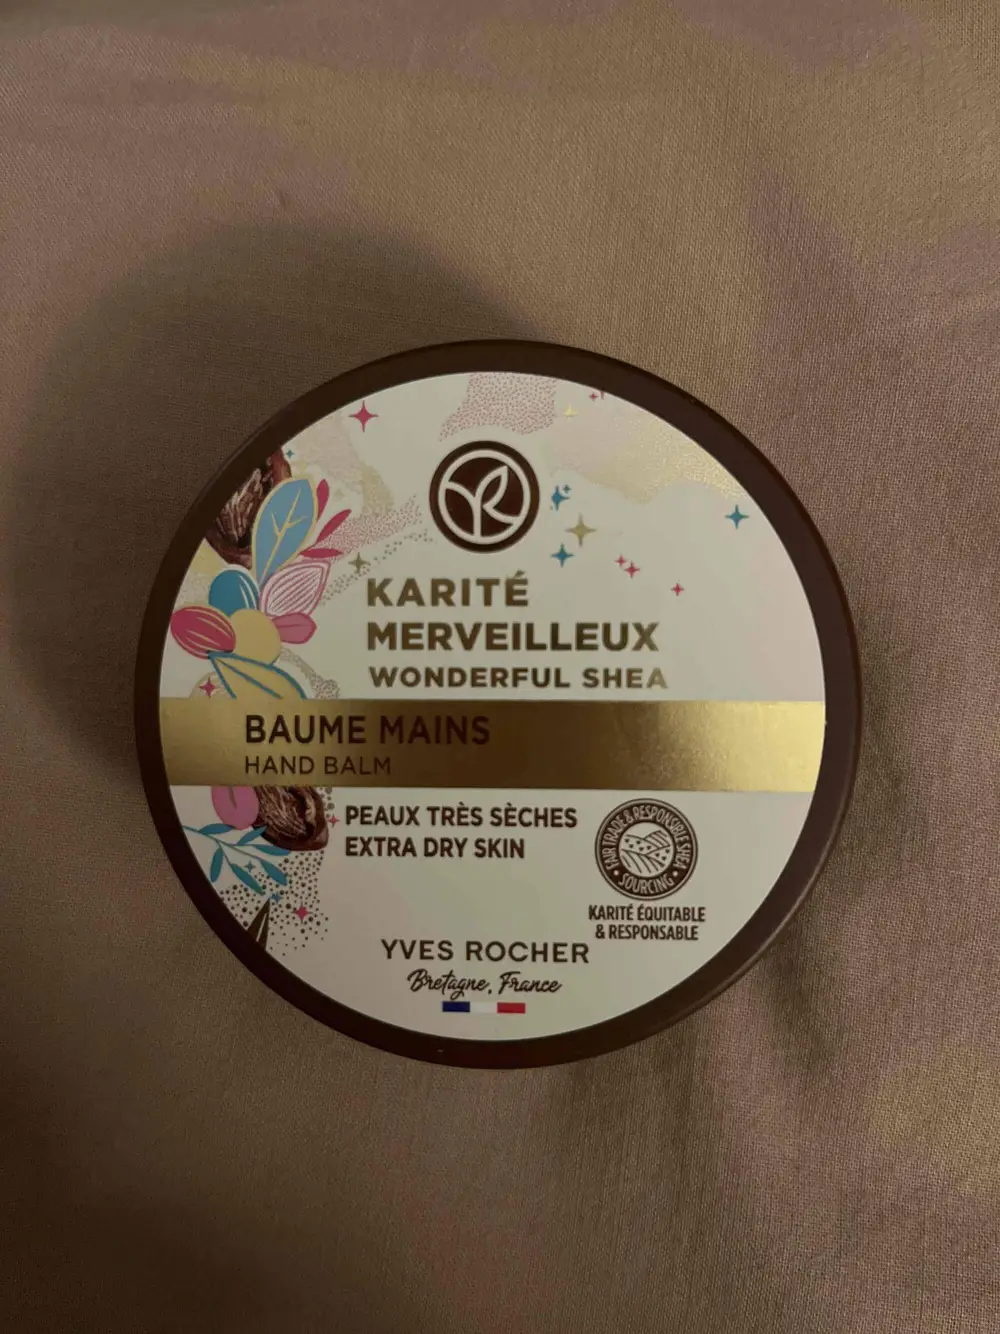 KARITÉ
MERVEILLEUX
WONDERFUL SHEA
BAUME MAINS
HAND BALM
PEAUX TRÈS SÈCHES
EXTRA DRY SKIN
FAIR TRADE & RESPONSIBLE SHEA
• SOURCING •
KARITÉ ÉQUITABLE
& RESPONSABLE
YVES ROCHER
Bretagne, France